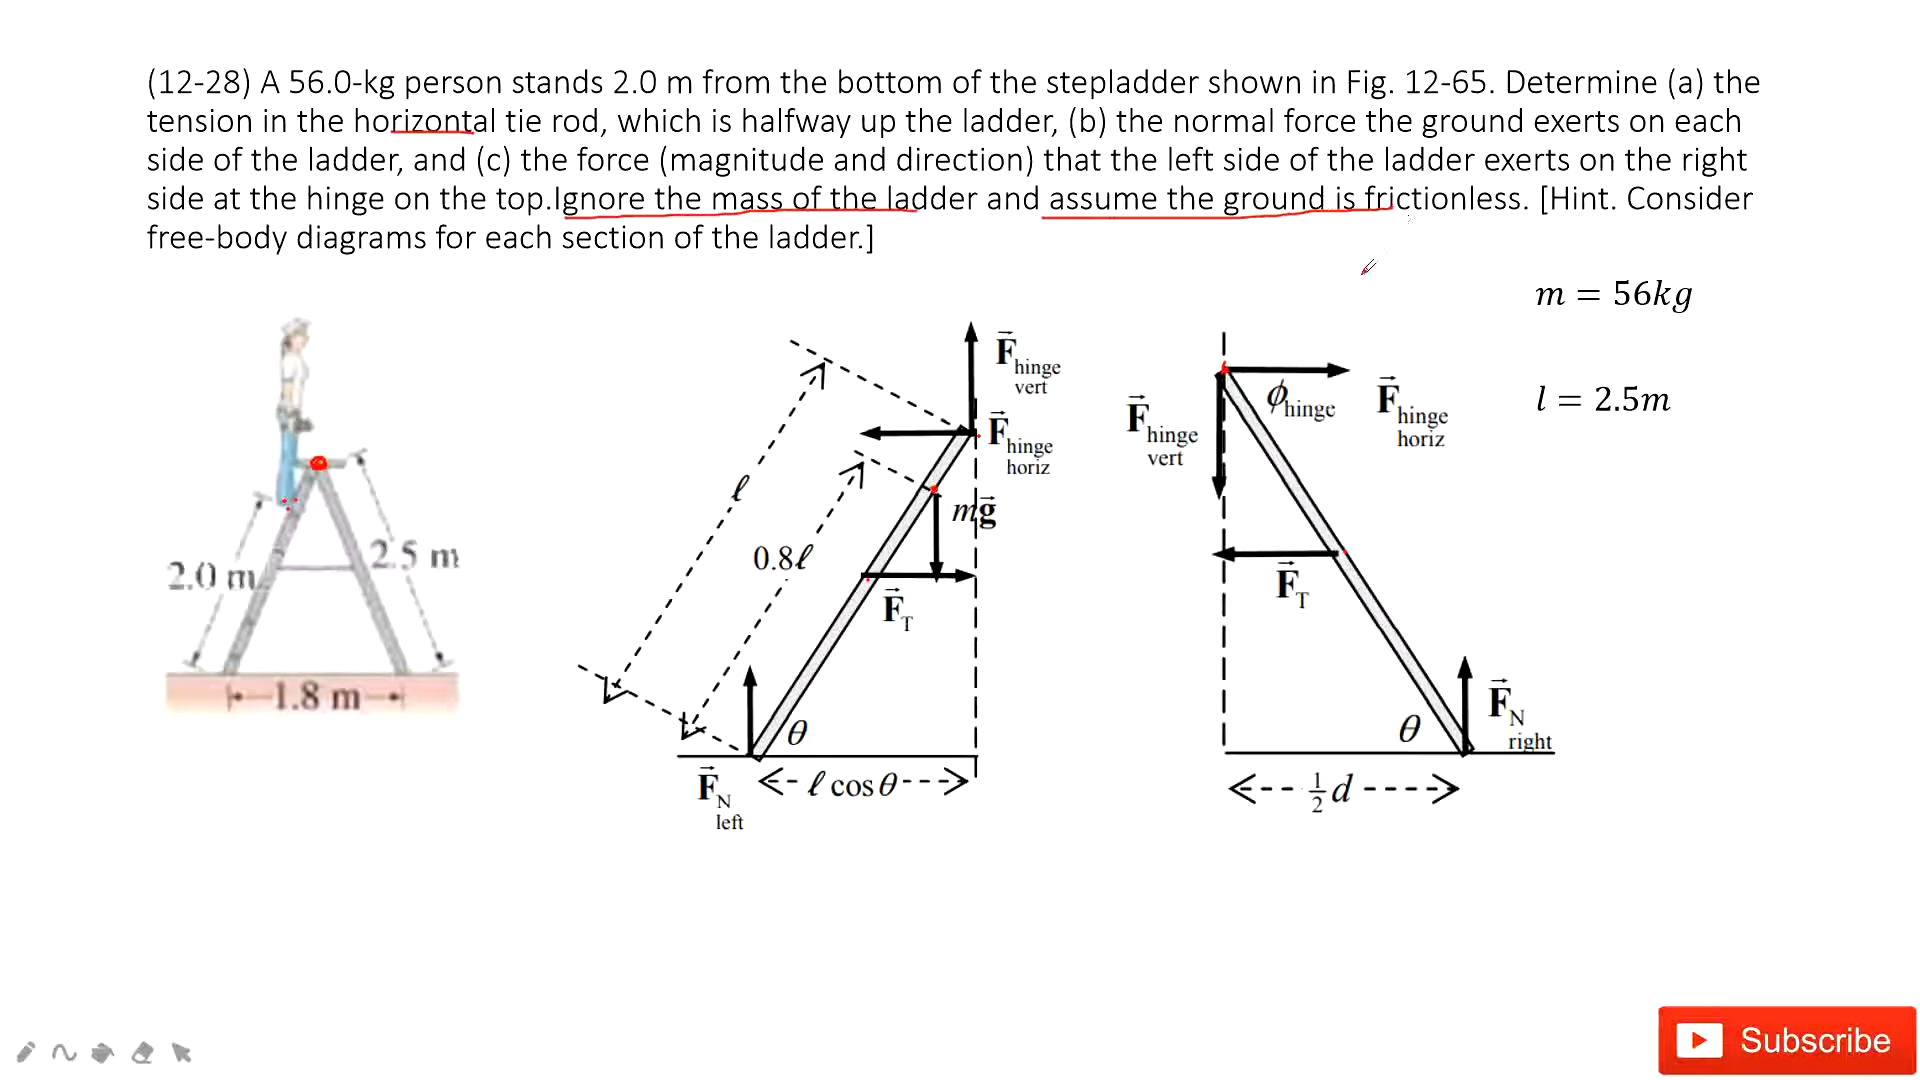 (12-28) A 56.0-kg person stands 2.0 m from the bottom of the stepladder shown in Fig. 12-65. Determine (a) the
tension in the horizontal tie rod, which is halfway up the ladder, (b) the normal force the ground exerts on each
side of the ladder, and (c) the force (magnitude and direction) that the left side of the ladder exerts on the right
side at the hinge on the top.Ignore the mass of the ladder and assume the ground is frictionless. [Hint. Consider
free-body diagrams for each section of the ladder.]
m = 56kg
l = 2.5m
2.0 m
2.5 m
1.8 m
F⃗ hinge
vert
F⃗ hinge
horiz
mg⃗
ℓ
0.8ℓ
F⃗ T
θ
F⃗ N
left
ℓ cos θ
ϕ hinge
F⃗ hinge
horiz
F⃗ hinge
vert
F⃗ T
θ
F⃗ N
right
½ d
Subscribe